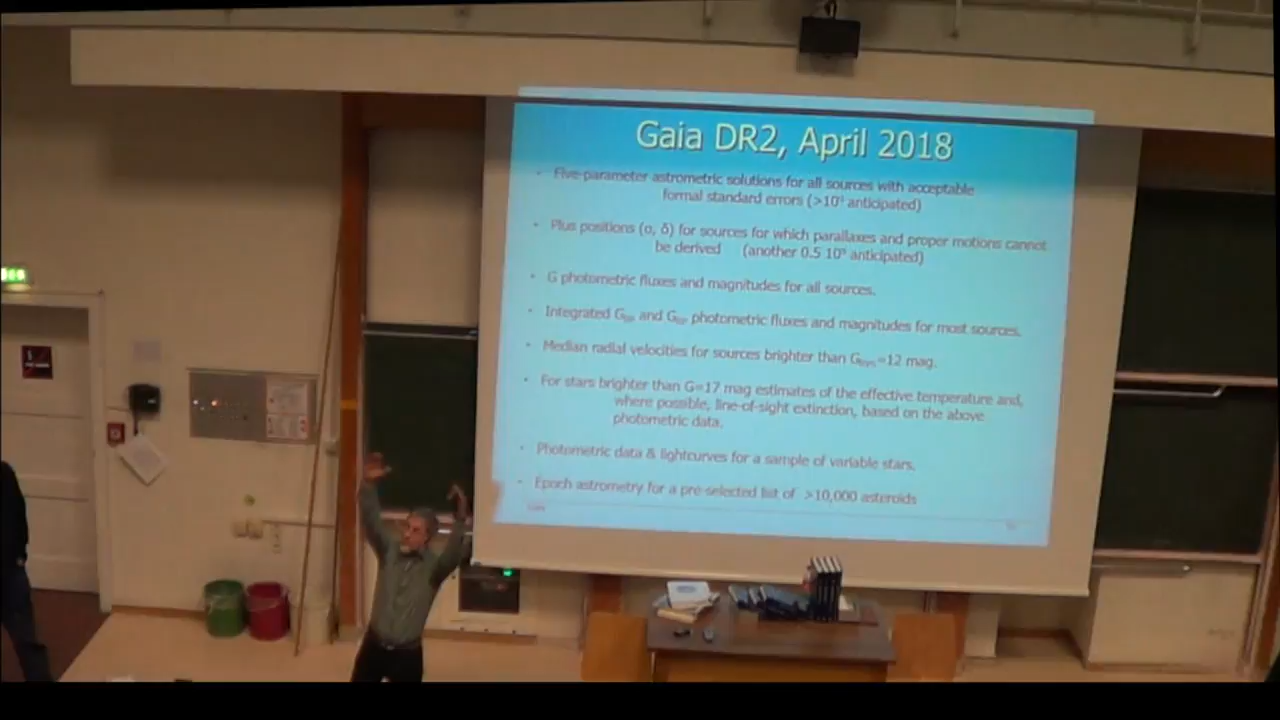 Gaia DR2, April 2018
- Five-parameter astrometric solutions for all sources with acceptable
formal standard errors (>10⁹ anticipated)
- Plus positions (α, δ) for sources for which parallaxes and proper motions cannot
be derived (another 0.5 10⁹ anticipated)
- G photometric fluxes and magnitudes for all sources.
- Integrated G and G photometric fluxes and magnitudes for most sources.
- Median radial velocities for sources brighter than G =12 mag.
- For stars brighter than G=17 mag estimates of the effective temperature and,
where possible, line-of-sight extinction, based on the above
photometric data.
- Photometric data & lightcurves for a sample of variable stars.
- Epoch astrometry for a pre-selected list of >10,000 asteroids